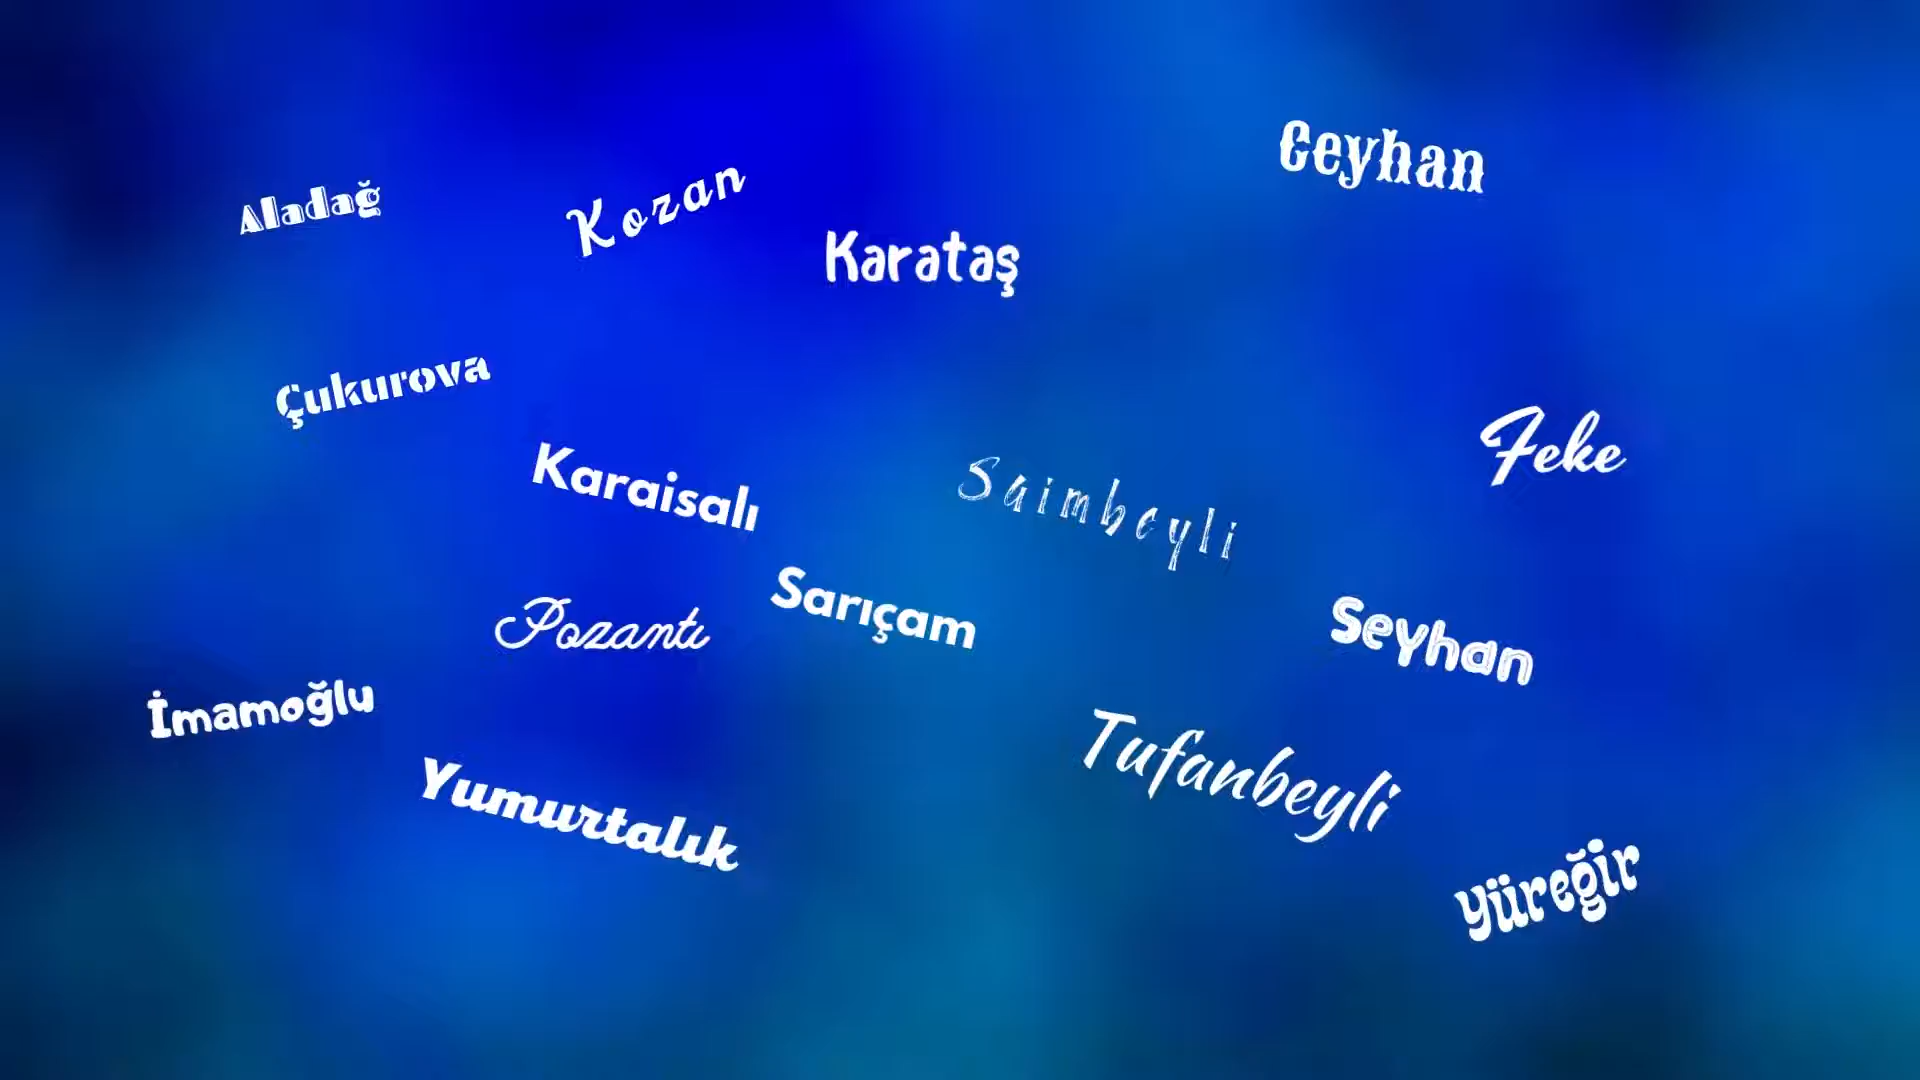 Ceyhan
Aladağ
Kozan
Karataş
Çukurova
Feke
Karaisalı
Saimbeyli
Sarıçam
Pozantı
Seyhan
İmamoğlu
Tufanbeyli
Yumurtalık
Yüreğir